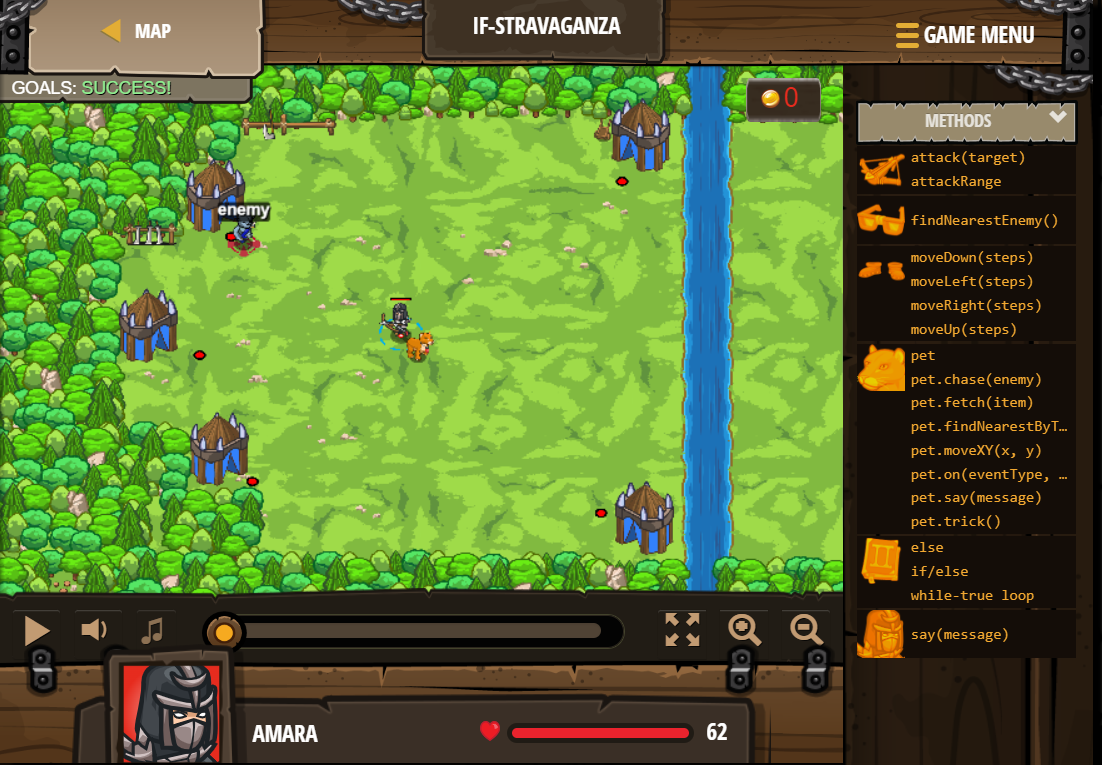 MAP
IF-STRAVAGANZA
GAME MENU
GOALS: SUCCESS!
0
METHODS
attack(target)
attackRange
findNearestEnemy()
moveDown(steps)
moveLeft(steps)
moveRight(steps)
moveUp(steps)
pet
pet.chase(enemy)
pet.fetch(item)
pet.findNearestByT…
pet.moveXY(x, y)
pet.on(eventType, …
pet.say(message)
pet.trick()
else
if/else
while-true loop
say(message)
enemy
AMARA
62